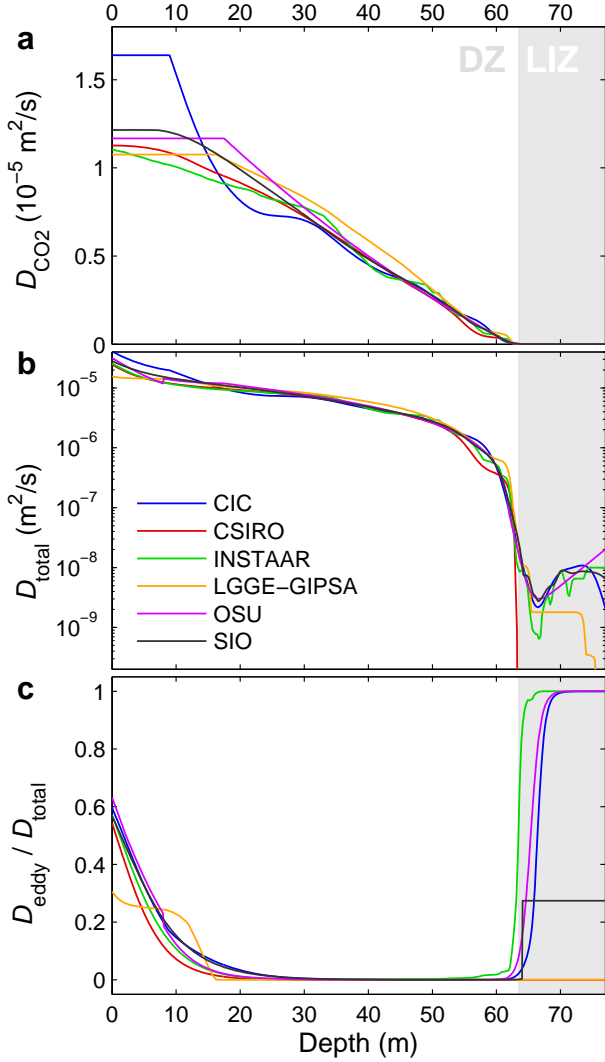 0 10 20 30 40 50 60 70
a
DZ LIZ
1.5
1
0.5
0
D_CO2 (10^-5 m^2/s)
b
10^-5
10^-6
10^-7
10^-8
10^-9
D_total (m^2/s)
CIC
CSIRO
INSTAAR
LGGE−GIPSA
OSU
SIO
c
1
0.8
0.6
0.4
0.2
0
D_eddy / D_total
0 10 20 30 40 50 60 70
Depth (m)